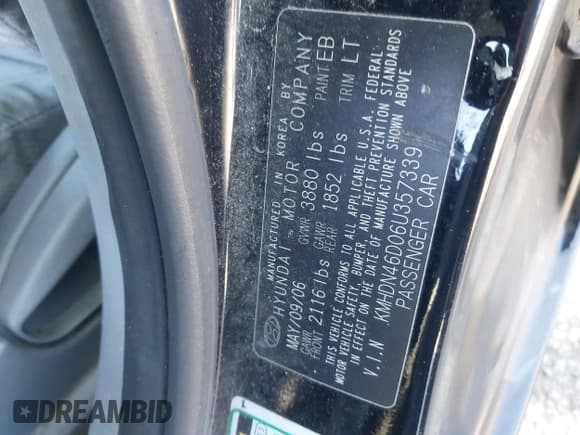 MANUFACTURED IN KOREA BY
HYUNDAI MOTOR COMPANY
MAY/09/06 GVWR 3880 lbs PAINT EB
GAWR FRONT 2116 lbs GAWR REAR 1852 lbs TRIM LT
THIS VEHICLE CONFORMS TO ALL APPLICABLE U.S.A. FEDERAL
MOTOR VEHICLE SAFETY, BUMPER, AND THEFT PREVENTION STANDARDS
IN EFFECT ON THE DATE OF MANUFACTURE SHOWN ABOVE
V.I.N KMHDN46D06U357339
PASSENGER CAR
1
DREAMBID